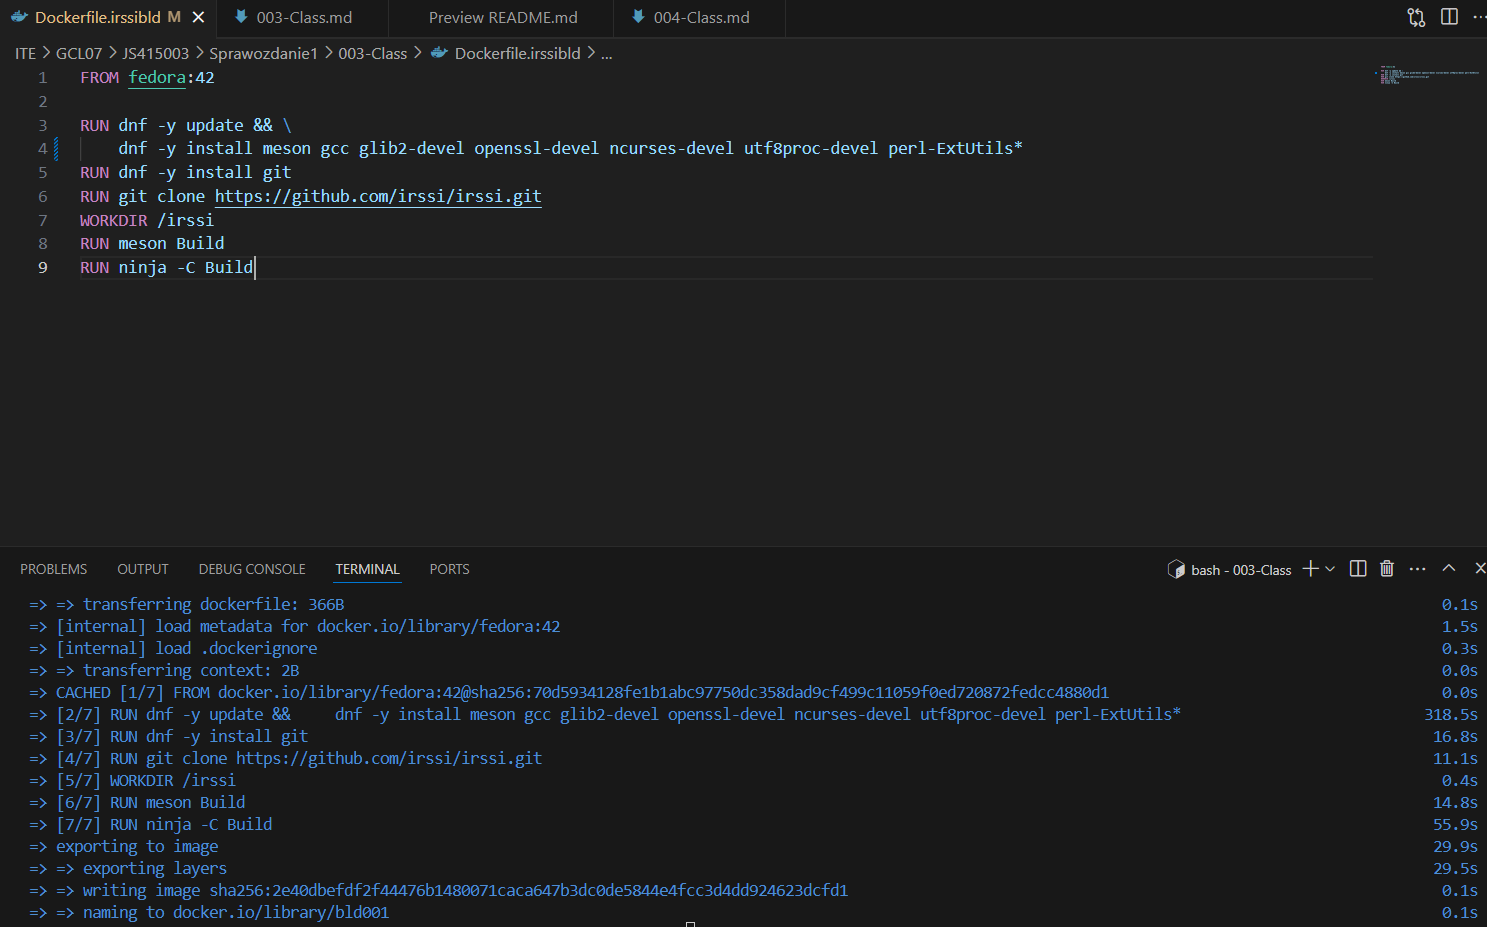 Dockerfile.irssibld M 003-Class.md Preview README.md 004-Class.md
ITE > GCL07 > JS415003 > Sprawozdanie1 > 003-Class > Dockerfile.irssibld > ...
1 FROM fedora:42
2
3 RUN dnf -y update && \
4 dnf -y install meson gcc glib2-devel openssl-devel ncurses-devel utf8proc-devel perl-ExtUtils*
5 RUN dnf -y install git
6 RUN git clone https://github.com/irssi/irssi.git
7 WORKDIR /irssi
8 RUN meson Build
9 RUN ninja -C Build
PROBLEMS OUTPUT DEBUG CONSOLE TERMINAL PORTS bash - 003-Class
=> => transferring dockerfile: 366B 0.1s
=> [internal] load metadata for docker.io/library/fedora:42 1.5s
=> [internal] load .dockerignore 0.3s
=> => transferring context: 2B 0.0s
=> CACHED [1/7] FROM docker.io/library/fedora:42@sha256:70d5934128fe1b1abc97750dc358dad9cf499c11059f0ed720872fedcc4880d1 0.0s
=> [2/7] RUN dnf -y update && dnf -y install meson gcc glib2-devel openssl-devel ncurses-devel utf8proc-devel perl-ExtUtils* 318.5s
=> [3/7] RUN dnf -y install git 16.8s
=> [4/7] RUN git clone https://github.com/irssi/irssi.git 11.1s
=> [5/7] WORKDIR /irssi 0.4s
=> [6/7] RUN meson Build 14.8s
=> [7/7] RUN ninja -C Build 55.9s
=> exporting to image 29.9s
=> => exporting layers 29.5s
=> => writing image sha256:2e40dbefdf2f44476b1480071caca647b3dc0de5844e4fcc3d4dd924623dcfd1 0.1s
=> => naming to docker.io/library/bld001 0.1s